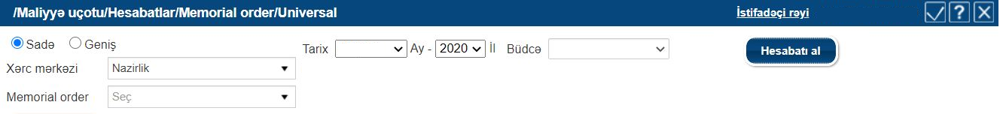 /Maliyyə uçotu/Hesabatlar/Memorial order/Universal İstifadəçi rəyi
Sadə Geniş Tarix Ay - 2020 İl Büdcə Hesabatı al
Xərc mərkəzi Nazirlik
Memorial order Seç